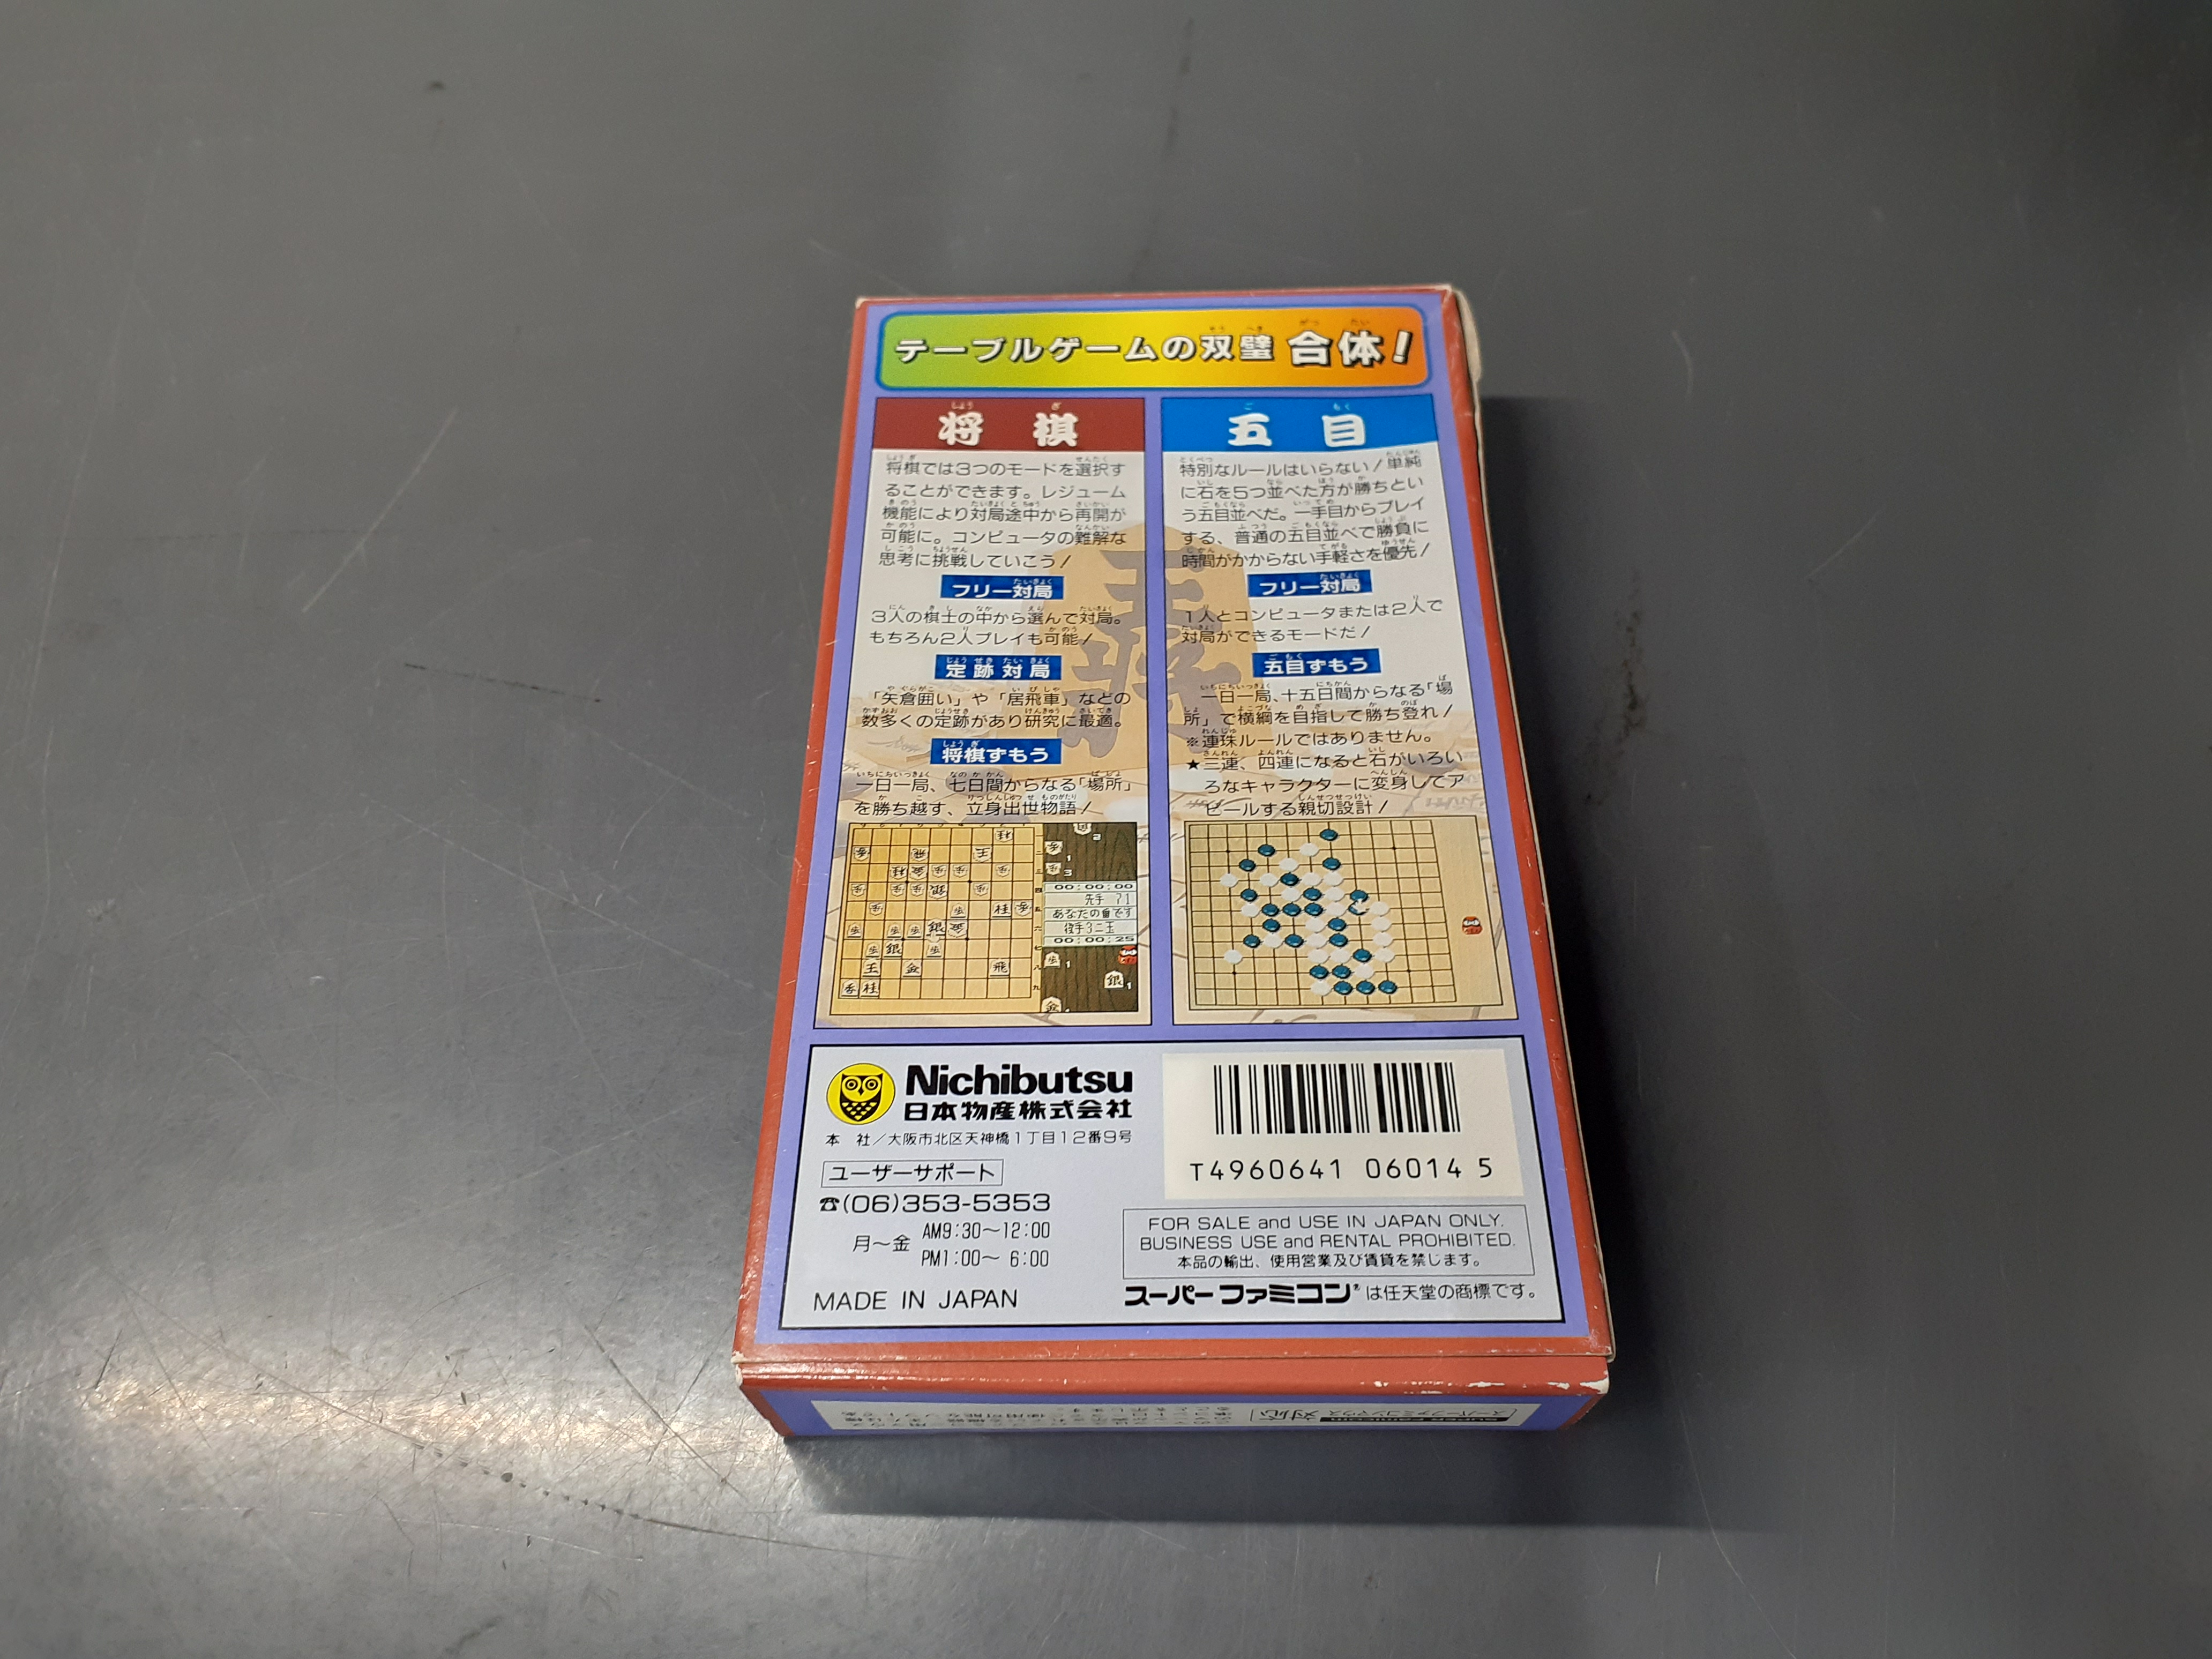 テーブルゲームの双璧 合体!
将棋
将棋では3つのモードを選択す
ることができます。レジューム
機能により対局途中から再開が
可能に。コンピュータの難解な
思考に挑戦していこう!
フリー対局
3人の棋士の中から選んで対局。
もちろん2人プレイも可能!
定跡対局
「矢倉囲い」や「居飛車」などの
数多くの定跡があり研究に最適。
将棋ずもう
一日一局、七日間からなる「場所」
を勝ち越す、立身出世物語!
00:00:00
先手 71
あなたの番です
後手3二王
00:00:25
五目
特別なルールはいらない!単純
に石を5つ並べた方が勝ちとい
う五目並べだ。一手目からプレイ
する、普通の五目並べで勝負に
時間がかからない手軽さを優先!
フリー対局
1人とコンピュータまたは2人で
対局ができるモードだ!
五目ずもう
一日一局、十五日間からなる「場
所」で横綱を目指して勝ち登れ!
※連珠ルールではありません。
★三連、四連になると石がいろい
ろなキャラクターに変身してア
ピールする親切設計!
Nichibutsu
日本物産株式会社
本 社/大阪市北区天神橋1丁目12番9号
ユーザーサポート
☎(06)353-5353
月〜金 AM9:30〜12:00
PM1:00〜 6:00
MADE IN JAPAN
T4960641 06014 5
FOR SALE and USE IN JAPAN ONLY.
BUSINESS USE and RENTAL PROHIBITED.
本品の輸出、使用営業及び賃貸を禁じます。
スーパーファミコン®は任天堂の商標です。